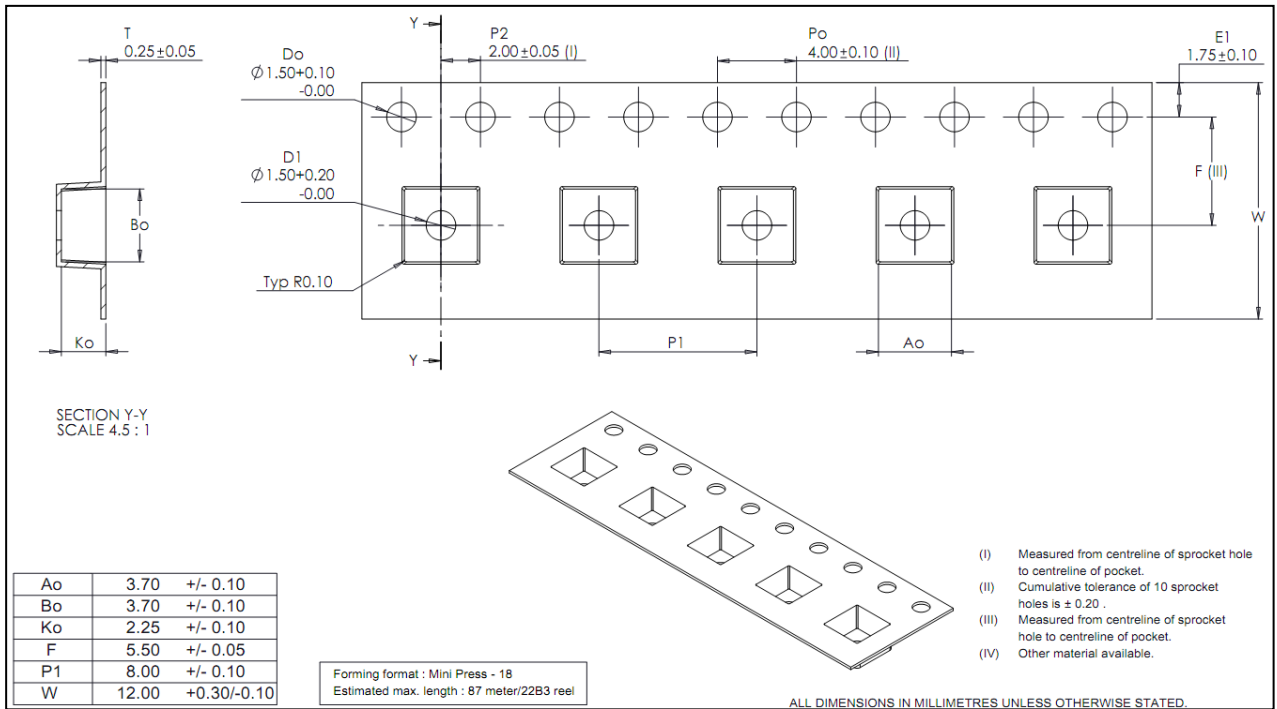 T
0.25±0.05
Do
Ø1.50+0.10
-0.00
Y
P2
2.00±0.05 (I)
Po
4.00±0.10 (II)
E1
1.75±0.10
D1
Ø1.50+0.20
-0.00
F (III)
Bo
W
Typ R0.10
Ko
P1
Ao
Y
SECTION Y-Y
SCALE 4.5 : 1
Ao 3.70 +/- 0.10
Bo 3.70 +/- 0.10
Ko 2.25 +/- 0.10
F 5.50 +/- 0.05
P1 8.00 +/- 0.10
W 12.00 +0.30/-0.10
Forming format : Mini Press - 18
Estimated max. length : 87 meter/22B3 reel
(I) Measured from centreline of sprocket hole
to centreline of pocket.
(II) Cumulative tolerance of 10 sprocket
holes is ± 0.20 .
(III) Measured from centreline of sprocket
hole to centreline of pocket.
(IV) Other material available.
ALL DIMENSIONS IN MILLIMETRES UNLESS OTHERWISE STATED.